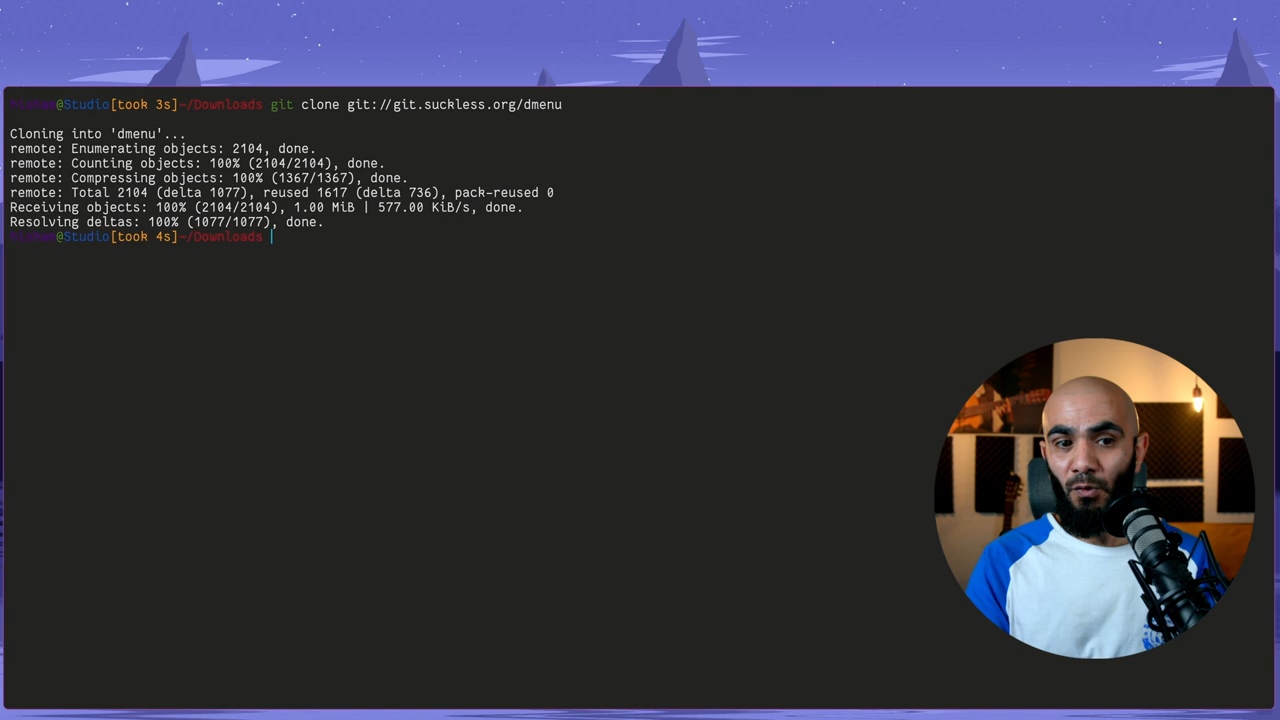 @Studio[took 3s]~/Downloads git clone git://git.suckless.org/dmenu
Cloning into 'dmenu'...
remote: Enumerating objects: 2104, done.
remote: Counting objects: 100% (2104/2104), done.
remote: Compressing objects: 100% (1367/1367), done.
remote: Total 2104 (delta 1077), reused 1617 (delta 736), pack-reused 0
Receiving objects: 100% (2104/2104), 1.00 MiB | 577.00 KiB/s, done.
Resolving deltas: 100% (1077/1077), done.
@Studio[took 4s]~/Downloads